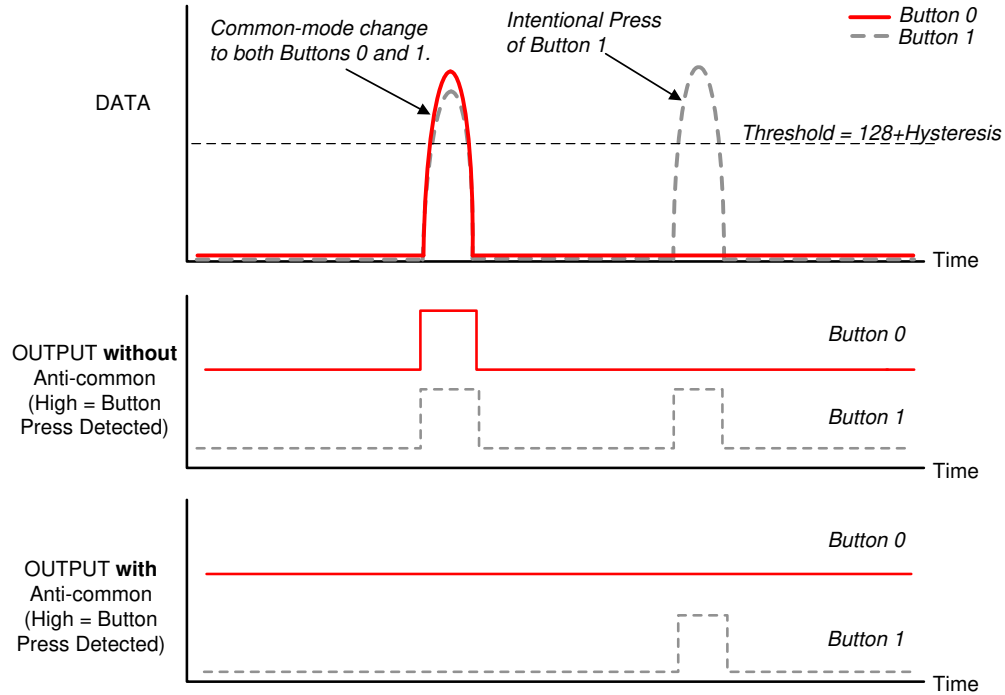 Common-mode change
to both Buttons 0 and 1.
Intentional Press
of Button 1
Button 0
Button 1
DATA
Threshold = 128+Hysteresis
Time
OUTPUT without
Anti-common
(High = Button
Press Detected)
Button 0
Button 1
Time
OUTPUT with
Anti-common
(High = Button
Press Detected)
Button 0
Button 1
Time